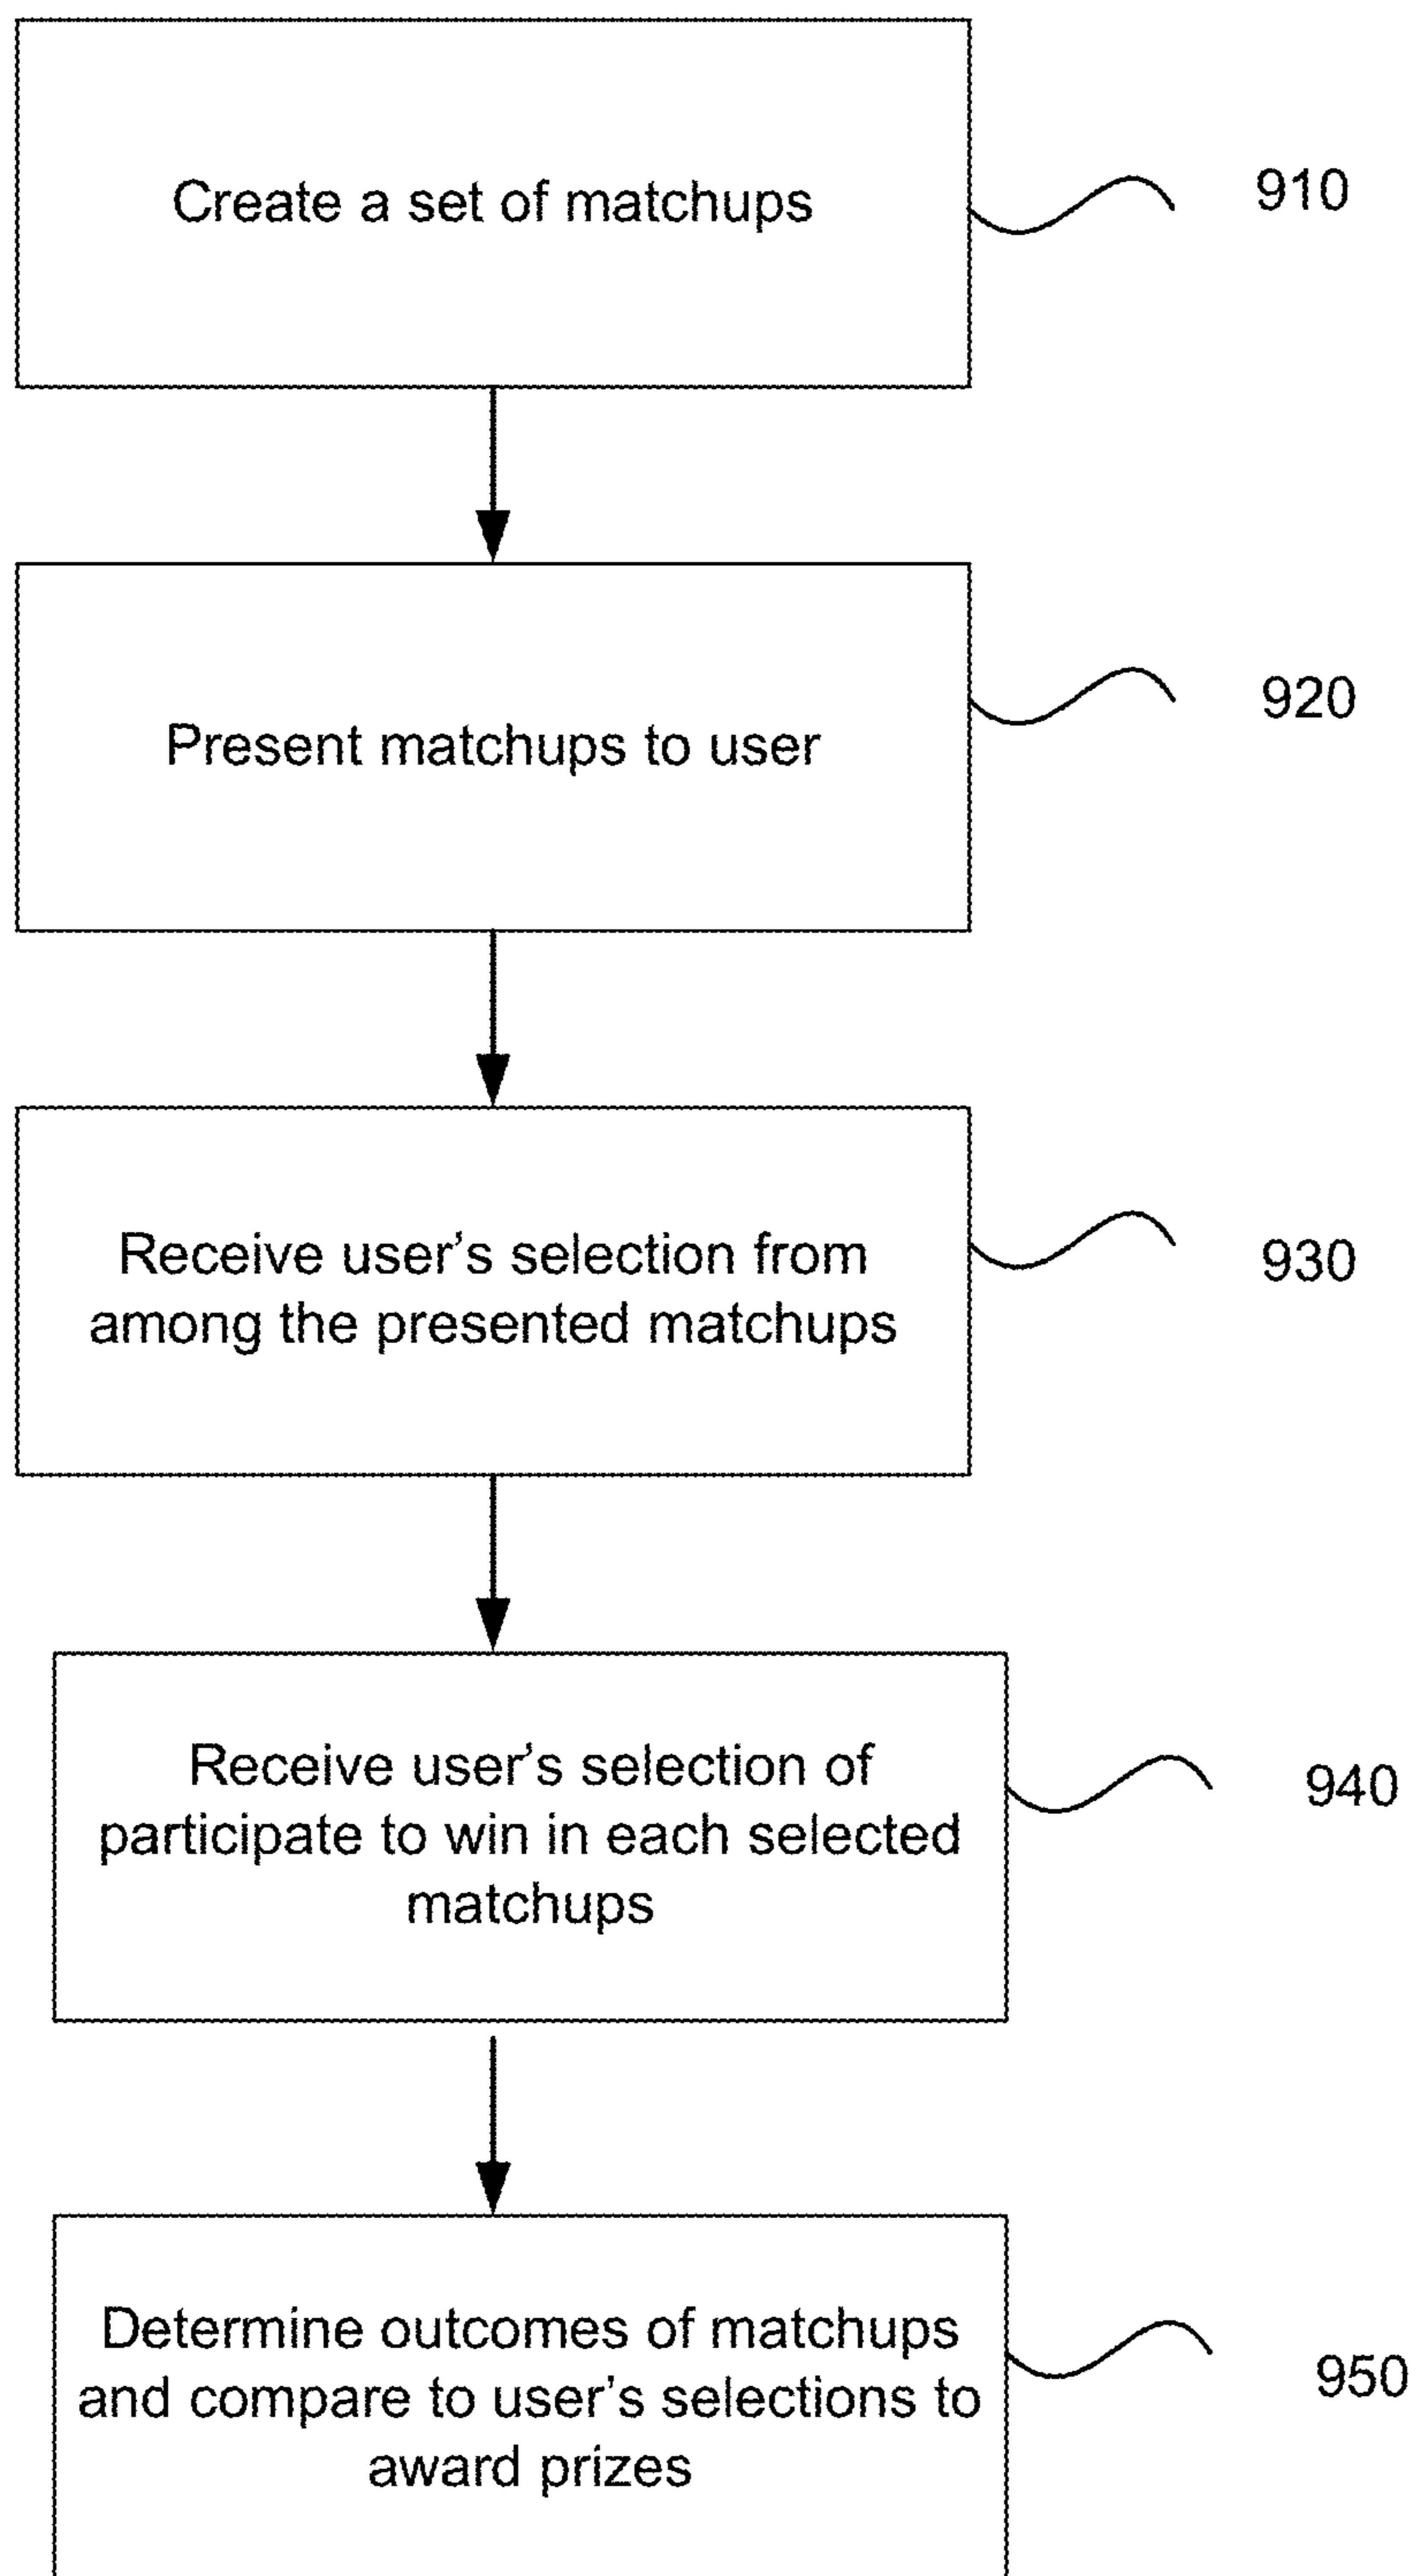 Create a set of matchups
910
Present matchups to user
920
Receive user’s selection from
among the presented matchups
930
Receive user’s selection of
participate to win in each selected
matchups
940
Determine outcomes of matchups
and compare to user’s selections to
award prizes
950